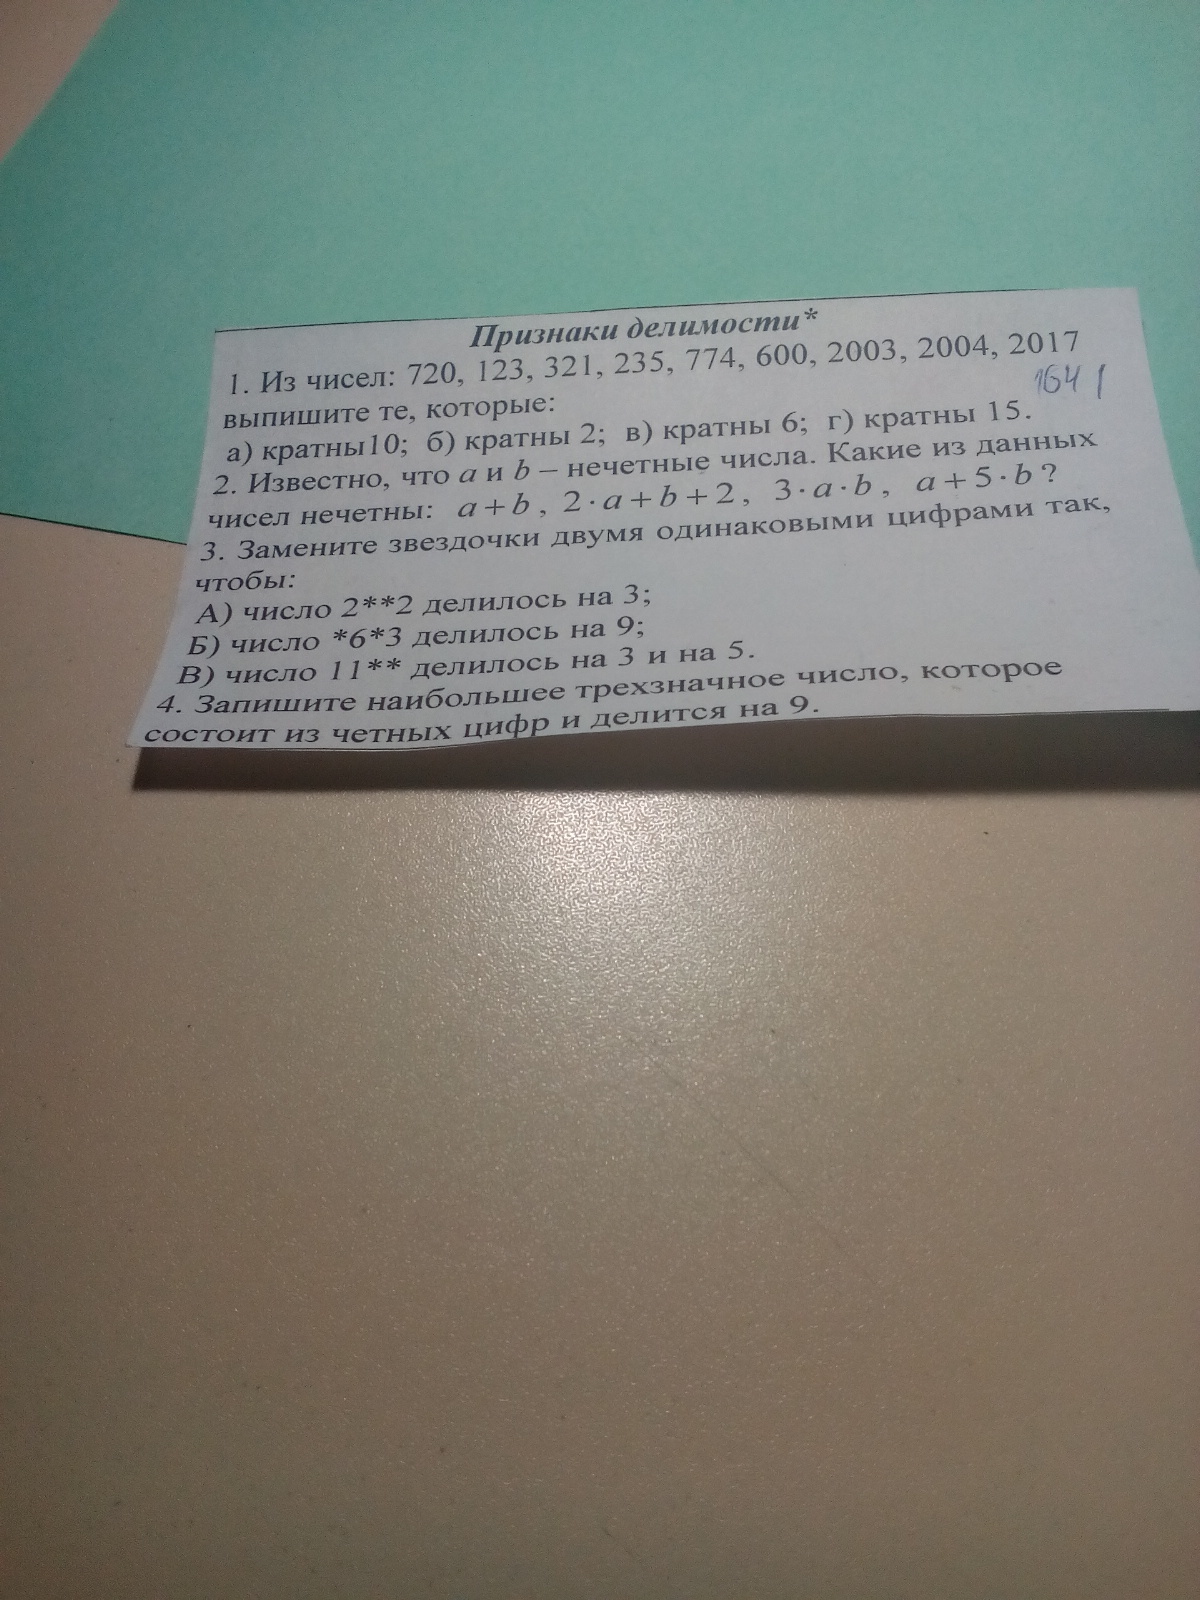 Признаки делимости*
1. Из чисел: 720, 123, 321, 235, 774, 600, 2003, 2004, 2017
выпишите те, которые:
1641
а) кратны10; б) кратны 2; в) кратны 6; г) кратны 15.
2. Известно, что a и b – нечетные числа. Какие из данных
чисел нечетны: a+b, 2·a+b+2, 3·a·b, a+5·b?
3. Замените звездочки двумя одинаковыми цифрами так,
чтобы:
А) число 2**2 делилось на 3;
Б) число *6*3 делилось на 9;
В) число 11** делилось на 3 и на 5.
4. Запишите наибольшее трехзначное число, которое
состоит из четных цифр и делится на 9.